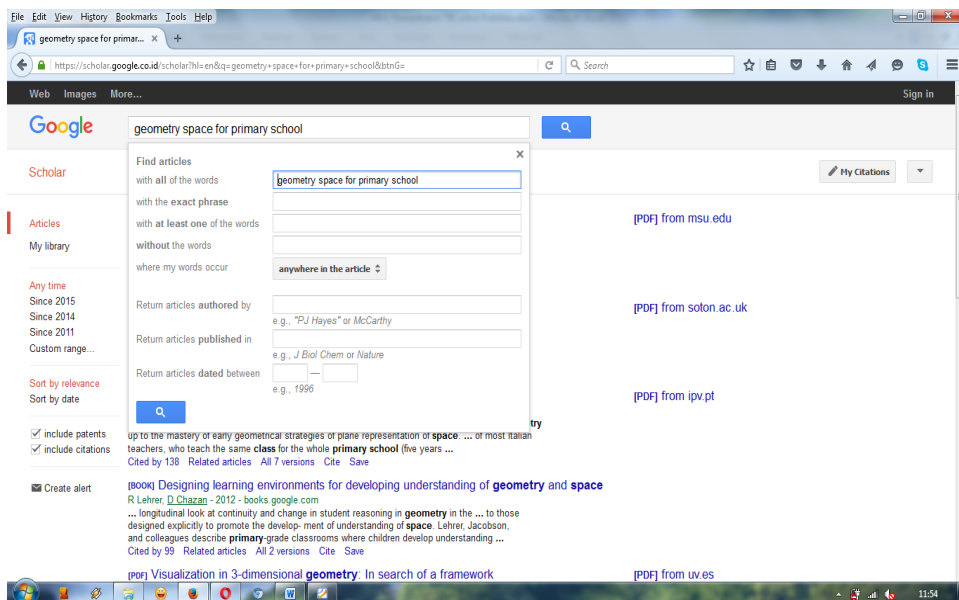 File Edit View History Bookmarks Tools Help
geometry space for primar... × +
https://scholar.google.co.id/scholar?hl=en&q=geometry+space+for+primary+school&btnG=
Search
Web Images More... Sign in
Google geometry space for primary school
Scholar My Citations
Find articles
with all of the words geometry space for primary school
with the exact phrase
with at least one of the words
without the words
where my words occur anywhere in the article
Return articles authored by
e.g., "PJ Hayes" or McCarthy
Return articles published in
e.g., J Biol Chem or Nature
Return articles dated between —
e.g., 1996
Articles
My library
Any time
Since 2015
Since 2014
Since 2011
Custom range...
Sort by relevance
Sort by date
include patents
include citations
Create alert
[PDF] from msu.edu
[PDF] from soton.ac.uk
[PDF] from ipv.pt
try
up to the mastery of early geometrical strategies of plane representation of space. ... of most Italian
teachers, who teach the same class for the whole primary school (five years ...
Cited by 138 Related articles All 7 versions Cite Save
[BOOK] Designing learning environments for developing understanding of geometry and space
R Lehrer, D Chazan - 2012 - books.google.com
... longitudinal look at continuity and change in student reasoning in geometry in the ... to those
designed explicitly to promote the develop- ment of understanding of space. Lehrer, Jacobson,
and colleagues describe primary-grade classrooms where children develop understanding ...
Cited by 99 Related articles All 2 versions Cite Save
[PDF] Visualization in 3-dimensional geometry: In search of a framework
[PDF] from uv.es
11:54